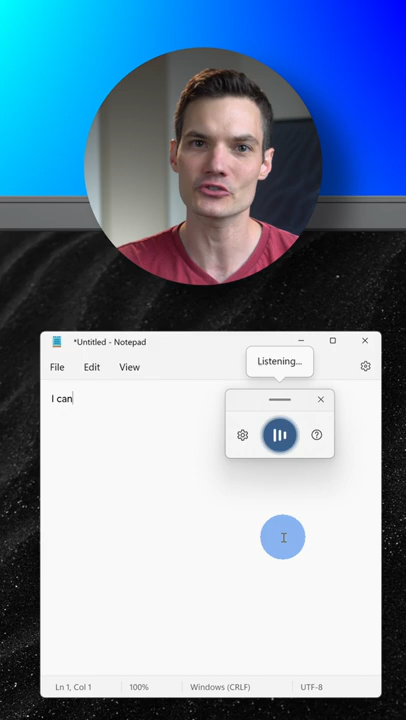 *Untitled - Notepad
Listening...
File Edit View
I can
Ln 1, Col 1 100% Windows (CRLF) UTF-8